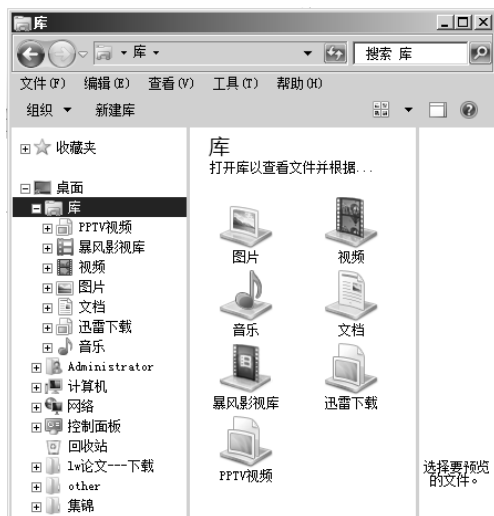 库
库
搜索 库
文件(F) 编辑(E) 查看(V) 工具(T) 帮助(H)
组织 新建库
收藏夹
桌面
库
PPTV视频
暴风影视库
视频
图片
文档
迅雷下载
音乐
Administrator
计算机
网络
控制面板
回收站
lw论文---下载
other
集锦
库
打开库以查看文件并根据...
图片 视频
音乐 文档
暴风影视库 迅雷下载
PPTV视频
选择要预览
的文件。